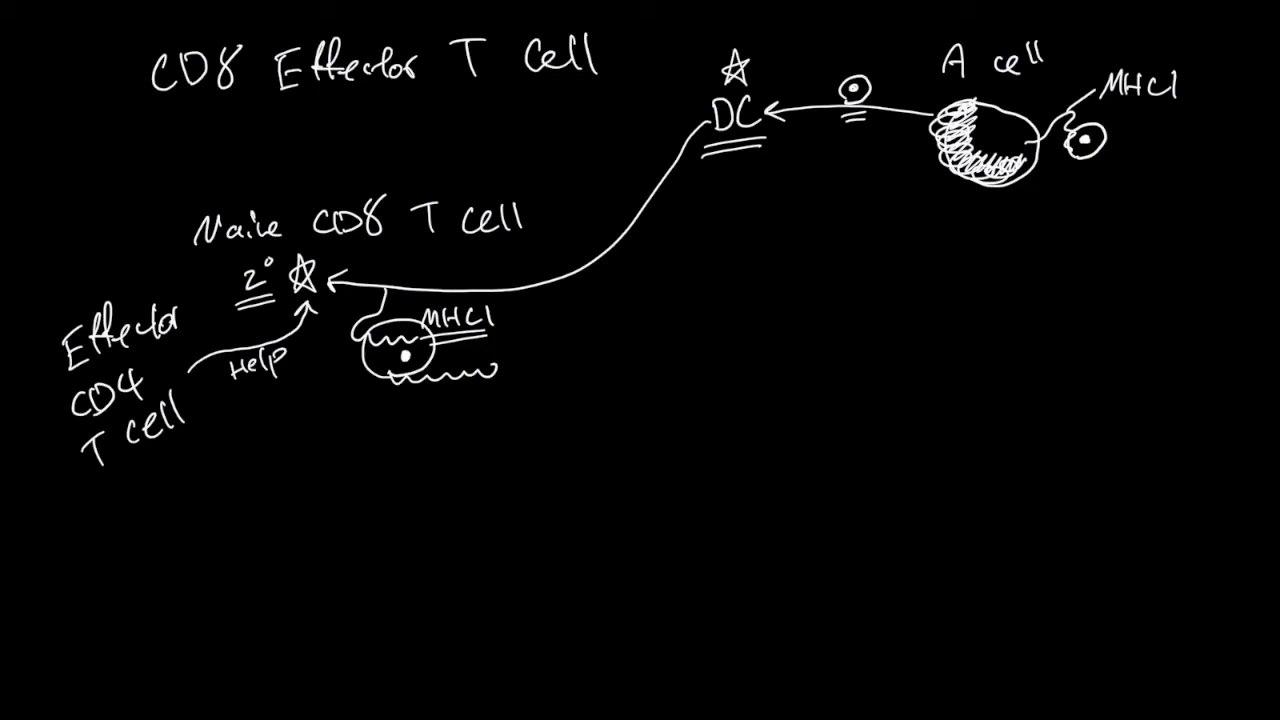 CD8 Effector T Cell
A cell
MHCI
DC
Naive CD8 T cell
2°
MHCI
Effector
CD4
T cell
Help